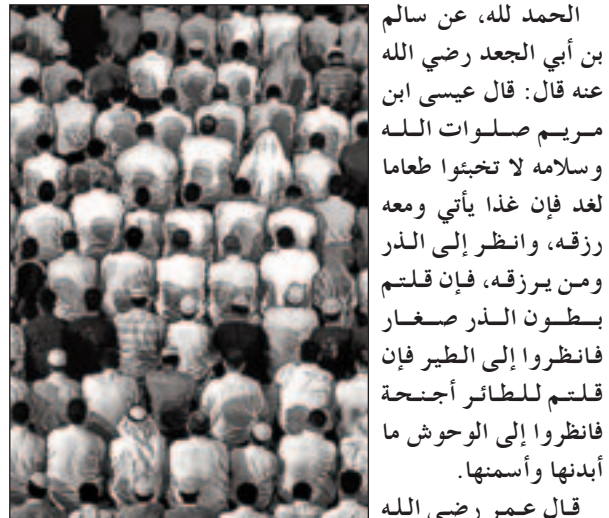 الحمد لله، عن سالم
بن أبي الجعد رضي الله
عنه قال: قال عيسى ابن
مريم صلوات الله
وسلامه لا تخبئوا طعاما
لغد فإن غذا يأتي ومعه
رزقه، وانظر إلى الذر
ومن يرزقه، فإن قلتم
بطون الذر صغار
فانظروا إلى الطير فإن
قلتم للطائر أجنحة
فانظروا إلى الوحوش ما
أبدنها وأسمنها.
قال عمر رضي الله